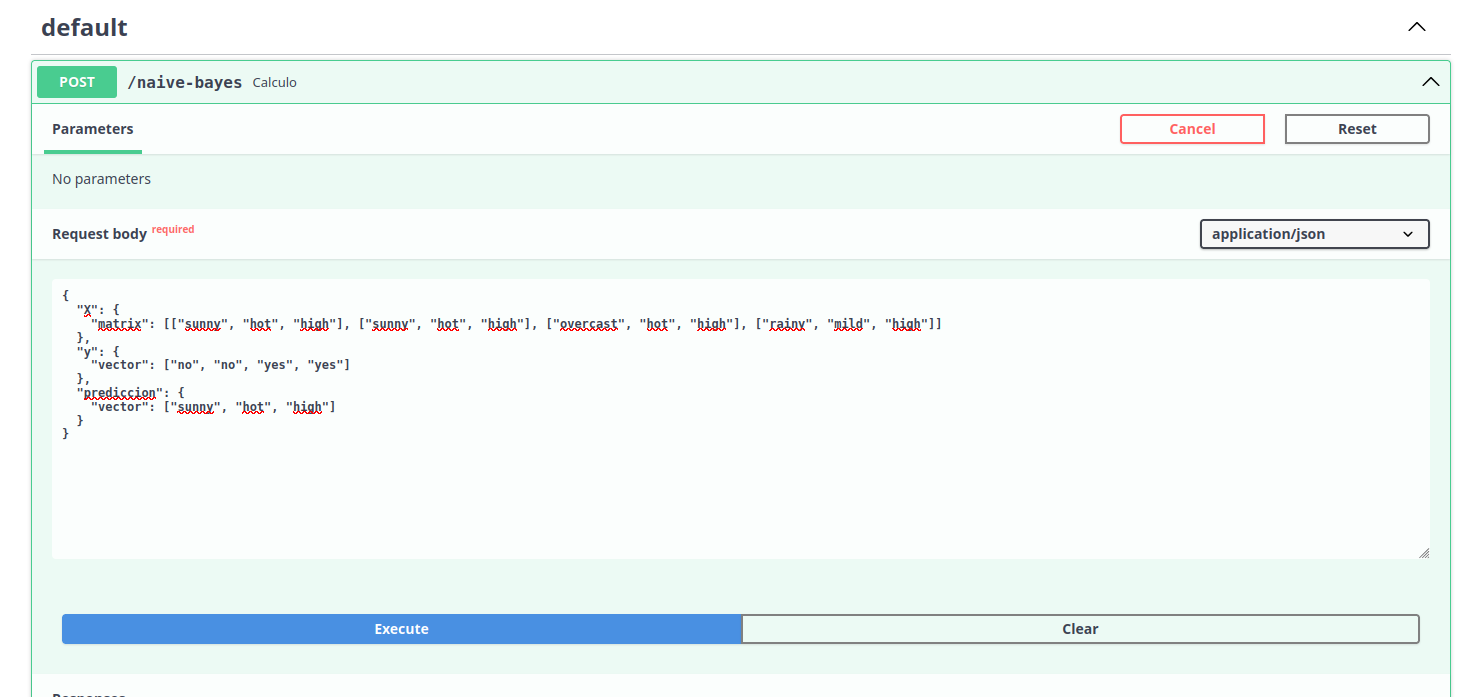 default
POST /naive-bayes Calculo
Parameters
Cancel
Reset
No parameters
Request body required
application/json
{
"X": {
"matrix": [["sunny", "hot", "high"], ["sunny", "hot", "high"], ["overcast", "hot", "high"], ["rainy", "mild", "high"]]
},
"y": {
"vector": ["no", "no", "yes", "yes"]
},
"prediccion": {
"vector": ["sunny", "hot", "high"]
}
}
Execute
Clear
Responses